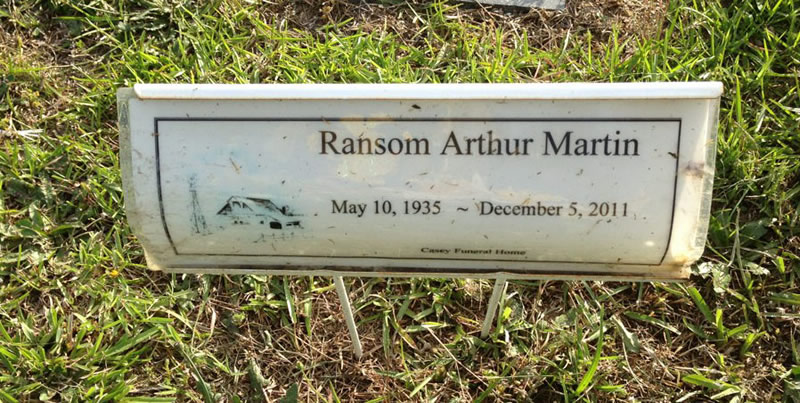 Ransom Arthur Martin
May 10, 1935 ~ December 5, 2011
Casey Funeral Home